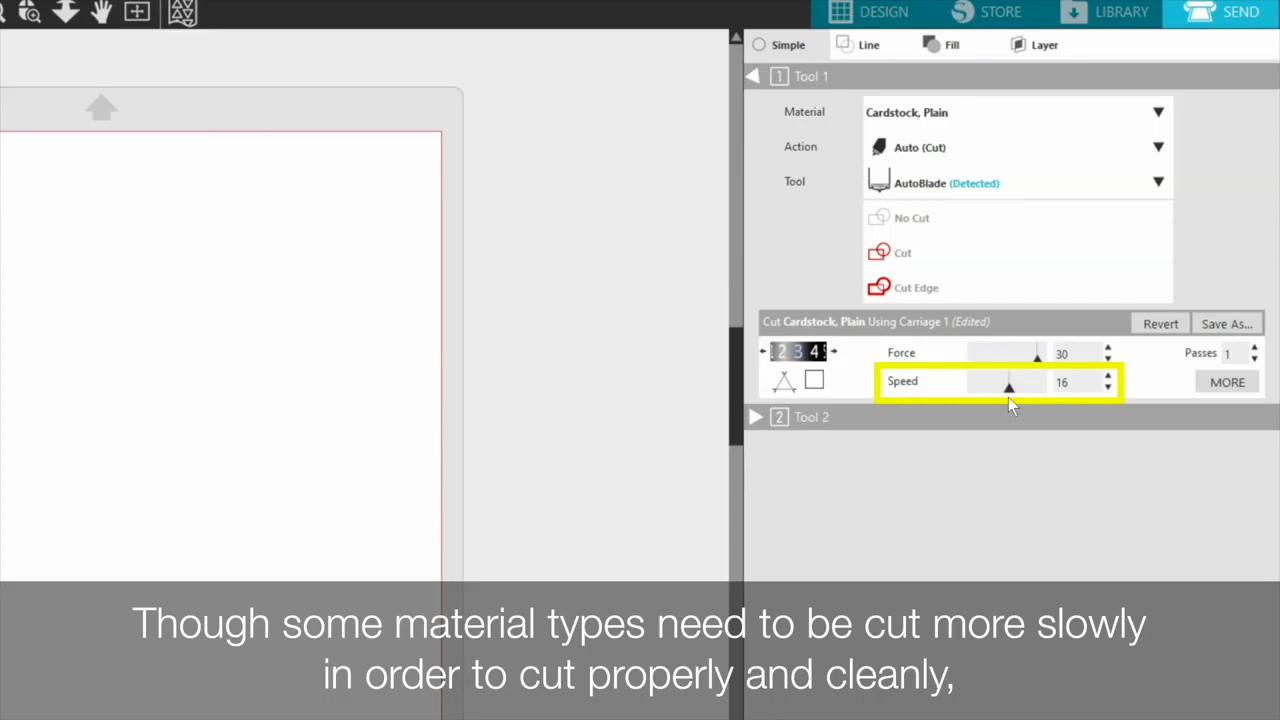 DESIGN
STORE
LIBRARY
SEND
Simple
Line
Fill
Layer
1 Tool 1
Material
Cardstock, Plain
Action
Auto (Cut)
Tool
AutoBlade (Detected)
No Cut
Cut
Cut Edge
Cut Cardstock, Plain Using Carriage 1 (Edited)
Revert
Save As...
2 3 4
Force
30
Passes
1
Speed
16
MORE
2 Tool 2
Though some material types need to be cut more slowly
in order to cut properly and cleanly,